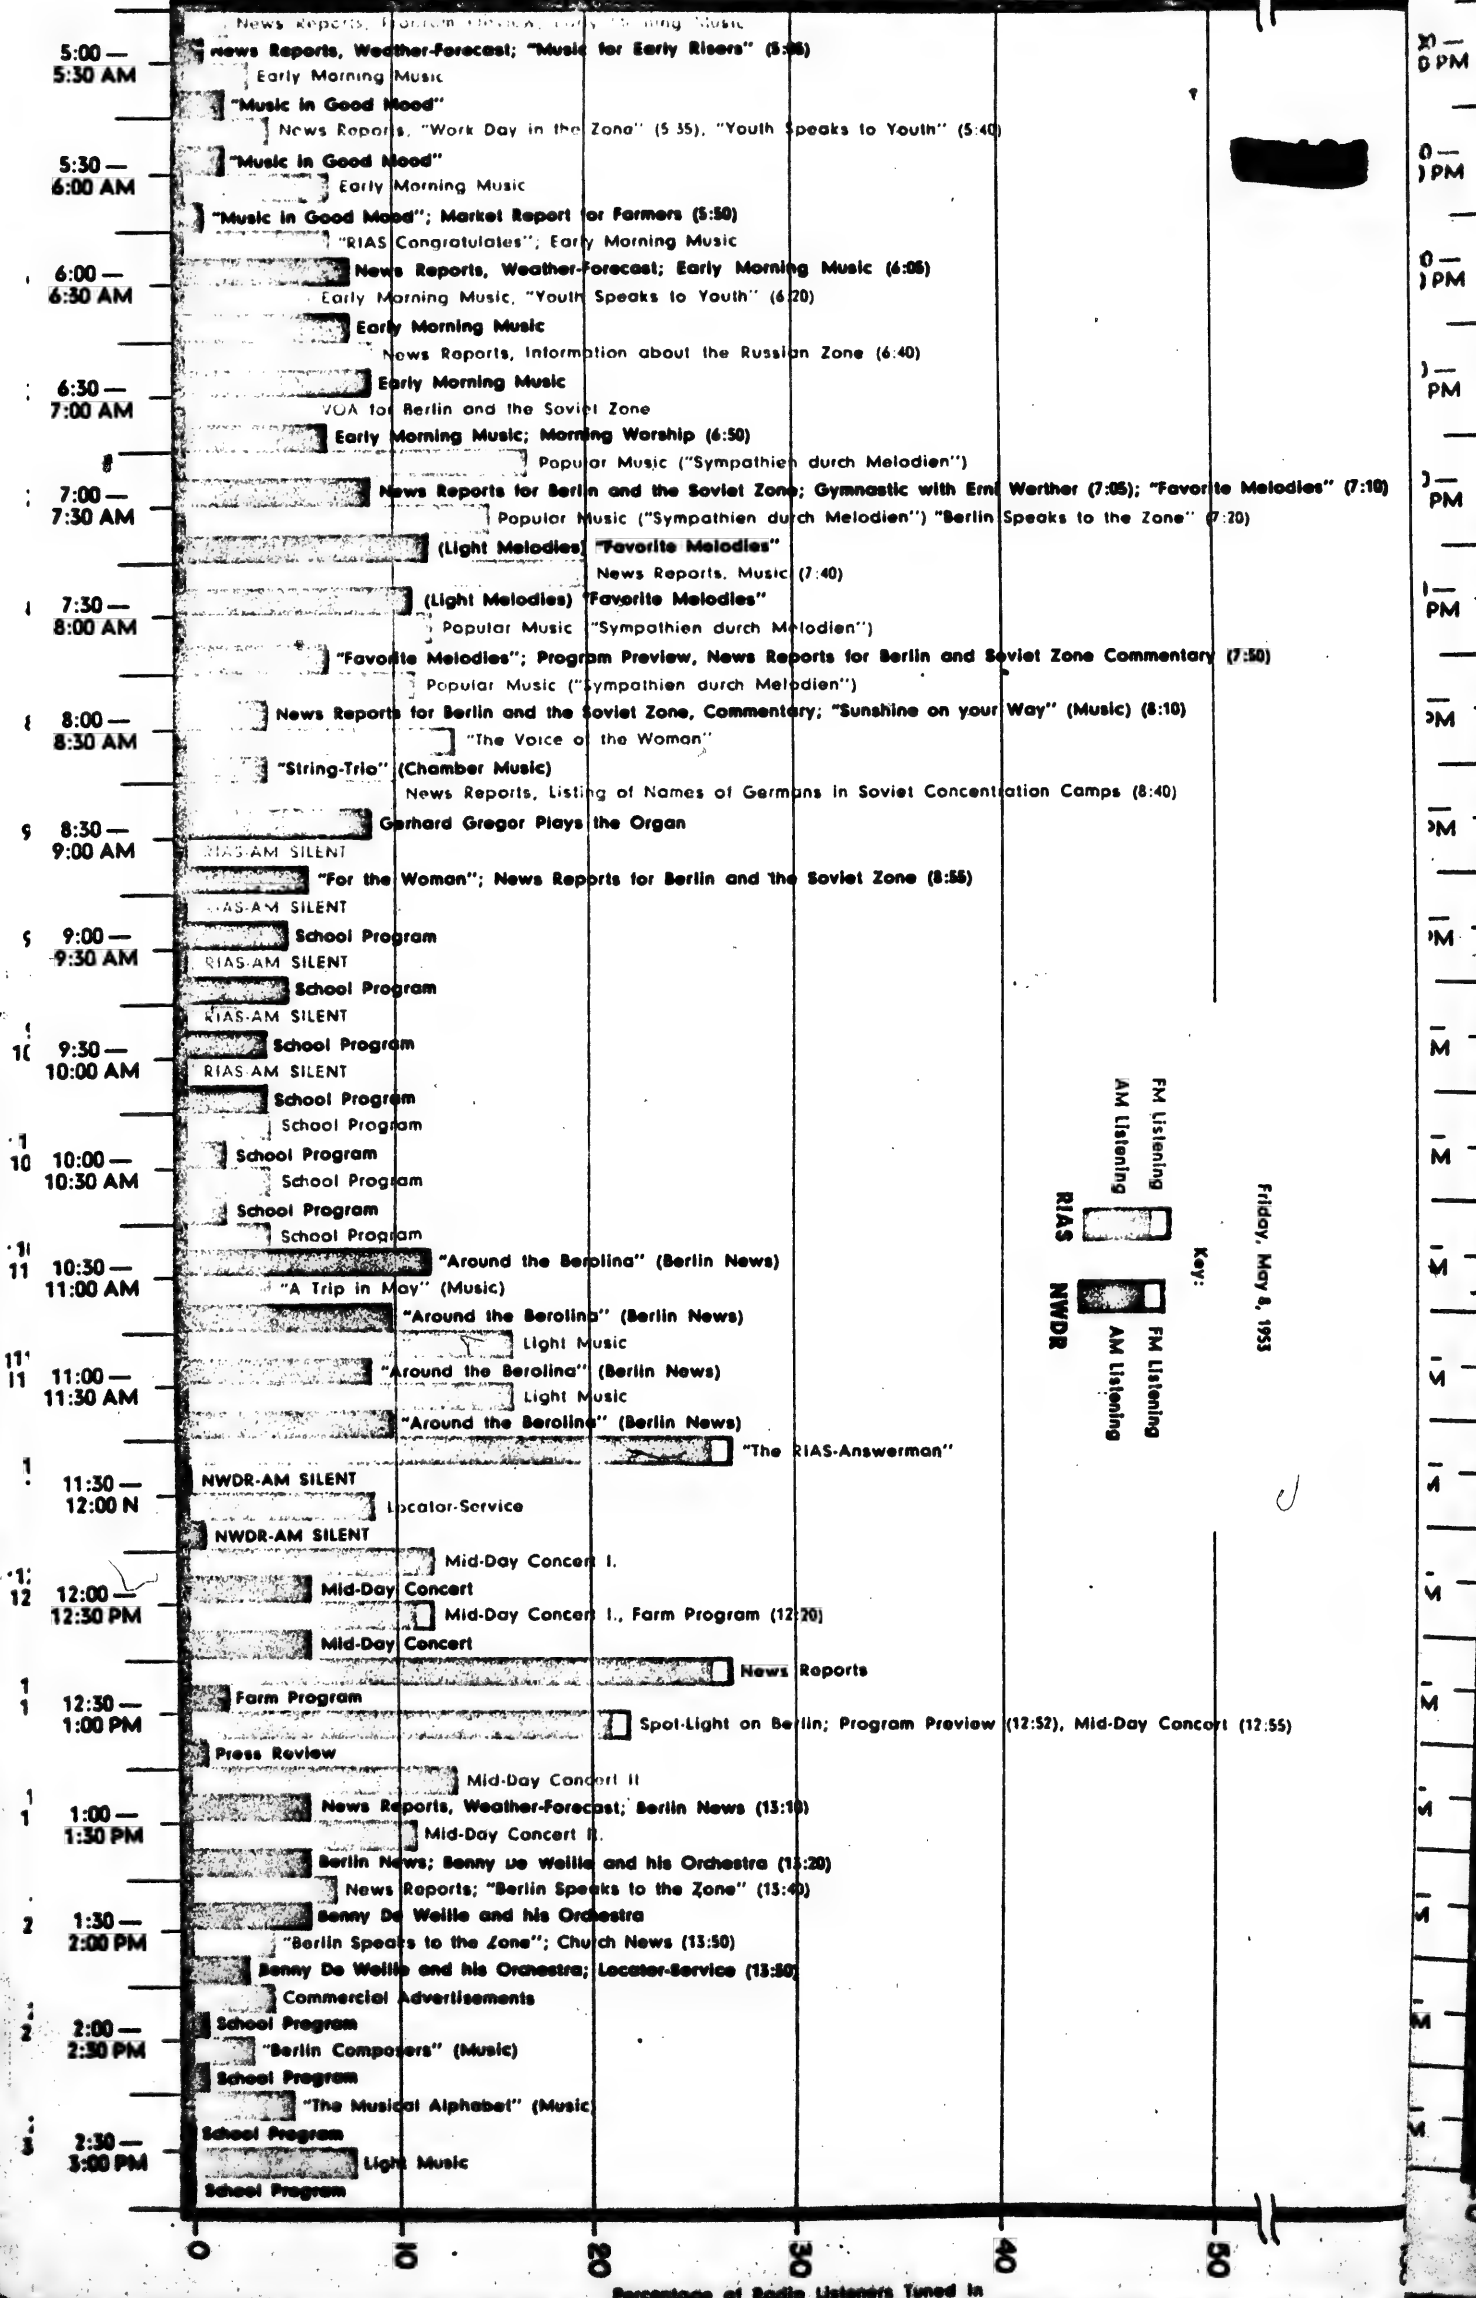 News Reports, Program Preview, Early Morning Music
5:00 —
5:30 AM
News Reports, Weather-Forecast; "Music for Early Risers" (5:05)
Early Morning Music
"Music in Good Mood"
News Reports, "Work Day in the Zone" (5:35), "Youth Speaks to Youth" (5:40)
5:30 —
6:00 AM
"Music in Good Mood"
Early Morning Music
"Music in Good Mood"; Market Report for Farmers (5:50)
"RIAS Congratulates"; Early Morning Music
6:00 —
6:30 AM
News Reports, Weather-Forecast; Early Morning Music (6:05)
Early Morning Music, "Youth Speaks to Youth" (6:20)
Early Morning Music
News Reports, Information about the Russian Zone (6:40)
6:30 —
7:00 AM
Early Morning Music
VOA for Berlin and the Soviet Zone
Early Morning Music; Morning Worship (6:50)
Popular Music ("Sympathien durch Melodien")
7:00 —
7:30 AM
News Reports for Berlin and the Soviet Zone; Gymnastic with Erni Werther (7:05); "Favorite Melodies" (7:10)
Popular Music ("Sympathien durch Melodien") "Berlin Speaks to the Zone" (7:20)
(Light Melodies) "Favorite Melodies"
News Reports, Music (7:40)
7:30 —
8:00 AM
(Light Melodies) "Favorite Melodies"
Popular Music ("Sympathien durch Melodien")
"Favorite Melodies"; Program Preview, News Reports for Berlin and Soviet Zone Commentary (7:50)
Popular Music ("Sympathien durch Melodien")
8:00 —
8:30 AM
News Reports for Berlin and the Soviet Zone, Commentary; "Sunshine on your Way" (Music) (8:10)
"The Voice of the Woman"
"String-Trio" (Chamber Music)
News Reports, Listing of Names of Germans in Soviet Concentration Camps (8:40)
8:30 —
9:00 AM
Gerhard Gregor Plays the Organ
RIAS-AM SILENT
"For the Woman"; News Reports for Berlin and the Soviet Zone (8:55)
RIAS-AM SILENT
9:00 —
9:30 AM
School Program
RIAS-AM SILENT
School Program
RIAS-AM SILENT
9:30 —
10:00 AM
School Program
RIAS-AM SILENT
School Program
School Program
10:00 —
10:30 AM
School Program
School Program
School Program
School Program
10:30 —
11:00 AM
"Around the Berolina" (Berlin News)
"A Trip in May" (Music)
"Around the Berolina" (Berlin News)
Light Music
11:00 —
11:30 AM
"Around the Berolina" (Berlin News)
Light Music
"Around the Berolina" (Berlin News)
"The RIAS-Answerman"
11:30 —
12:00 N
NWDR-AM SILENT
Locator-Service
NWDR-AM SILENT
Mid-Day Concert I.
12:00 —
12:30 PM
Mid-Day Concert
Mid-Day Concert I., Farm Program (12:20)
Mid-Day Concert
News Reports
12:30 —
1:00 PM
Farm Program
Spot-Light on Berlin; Program Preview (12:52), Mid-Day Concert (12:55)
Press Review
Mid-Day Concert II
1:00 —
1:30 PM
News Reports, Weather-Forecast; Berlin News (13:10)
Mid-Day Concert II.
Berlin News; Benny De Weille and his Orchestra (13:20)
News Reports; "Berlin Speaks to the Zone" (13:40)
1:30 —
2:00 PM
Benny De Weille and his Orchestra
"Berlin Speaks to the Zone"; Church News (13:50)
Benny De Weille and his Orchestra; Locator-Service (13:50)
Commercial Advertisements
2:00 —
2:30 PM
School Program
"Berlin Composers" (Music)
School Program
"The Musical Alphabet" (Music)
2:30 —
3:00 PM
School Program
Light Music
School Program
0 10 20 30 40 50
Percentage of Radio Listeners Tuned In
Friday, May 8, 1953
Key:
RIAS
FM Listening
AM Listening
NWDR
FM Listening
AM Listening